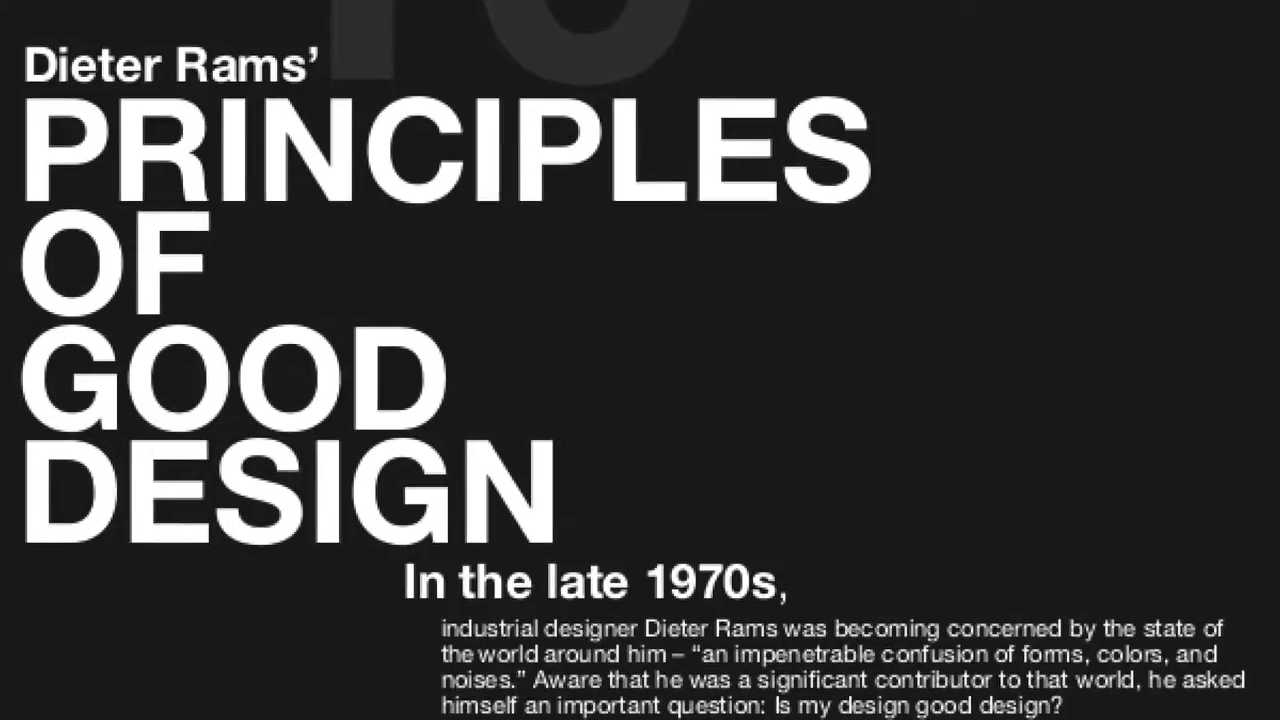 10
Dieter Rams’
PRINCIPLES
OF
GOOD
DESIGN
In the late 1970s,
industrial designer Dieter Rams was becoming concerned by the state of
the world around him – “an impenetrable confusion of forms, colors, and
noises.” Aware that he was a significant contributor to that world, he asked
himself an important question: Is my design good design?